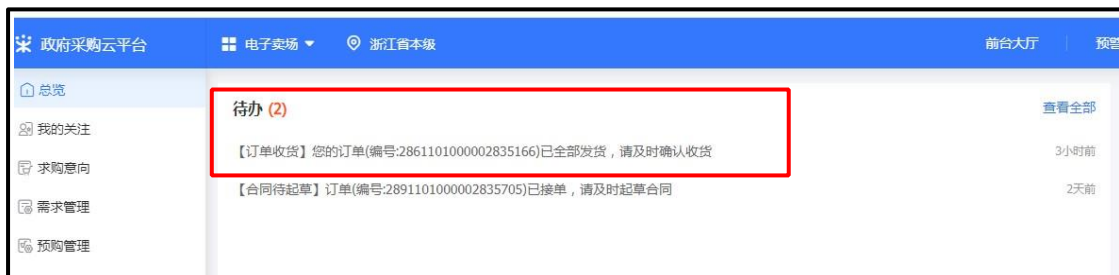 政府采购云平台 电子卖场 浙江省本级 前台大厅 预警
总览
待办 (2) 查看全部
我的关注
【订单收货】您的订单(编号:2861101000002835166)已全部发货，请及时确认收货 3小时前
求购意向
【合同待起草】订单(编号:2891101000002835705)已接单，请及时起草合同 2天前
需求管理
预购管理